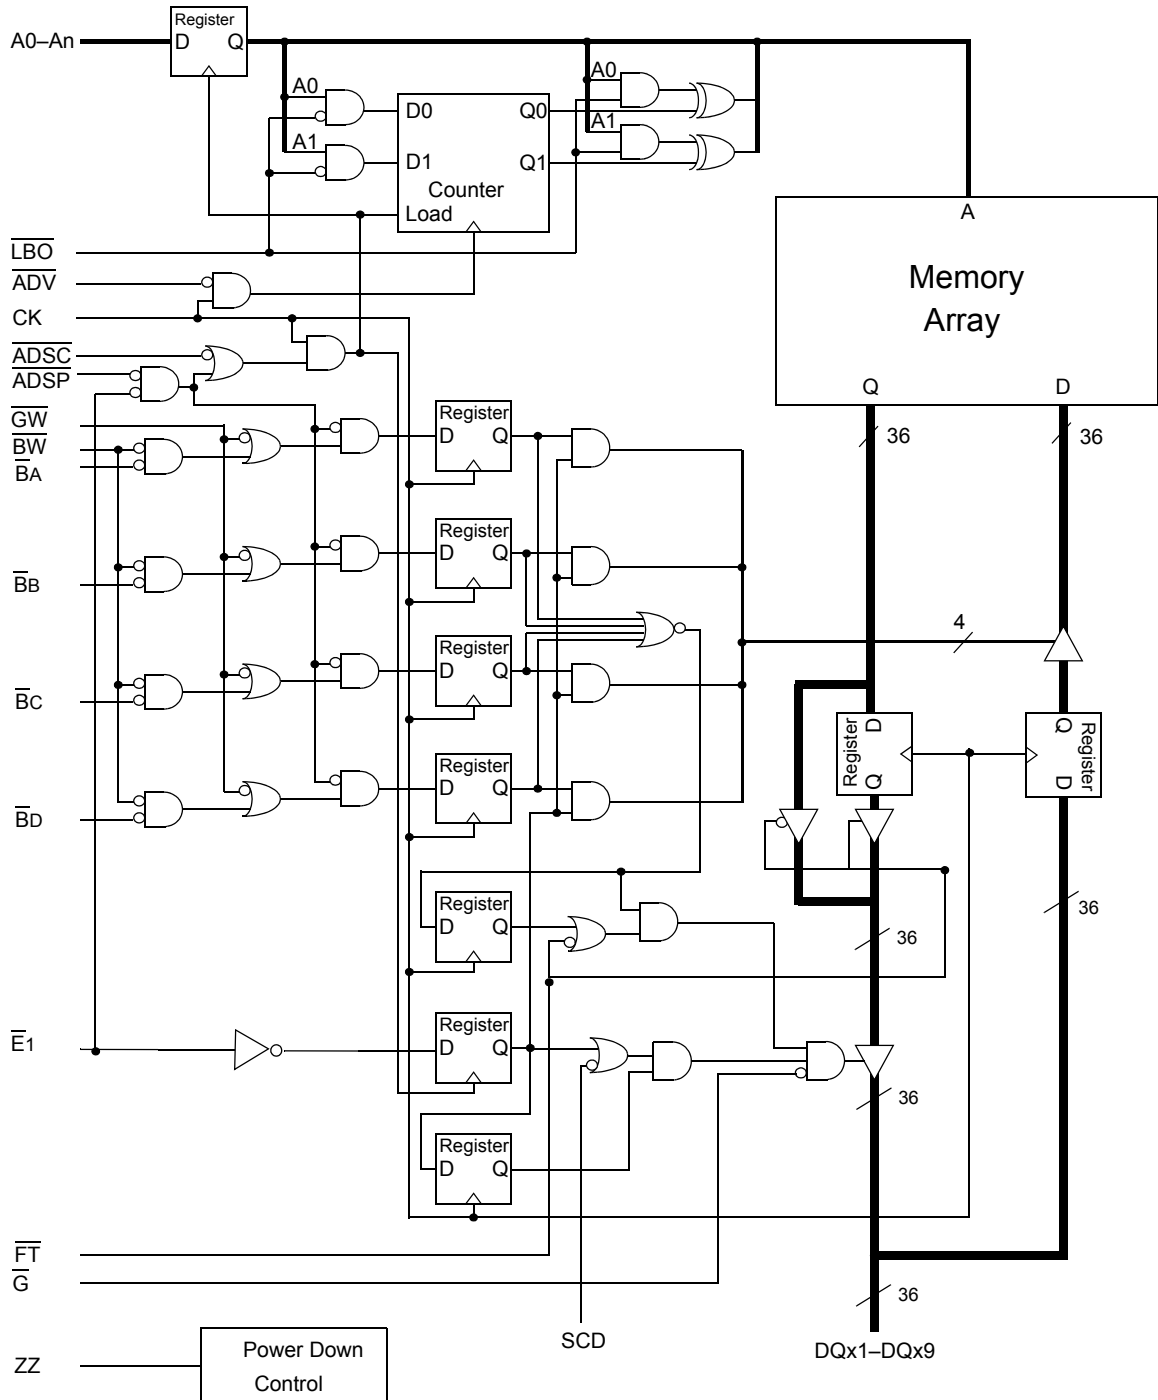 Register
A0–An
D Q
A0
A0
D0 Q0
A1
A1
D1 Q1
Counter
Load
A
LBO
ADV
Memory
Array
CK
ADSC
ADSP
Q D
GW
BW
BA
Register
D Q
36
36
Register
D Q
BB
4
Register
D Q
BC
Register
D
Q
Q
D
Register
Register
D Q
BD
Register
D Q
36
36
Register
D Q
E1
36
Register
D Q
FT
G
36
SCD
DQx1–DQx9
ZZ
Power Down
Control